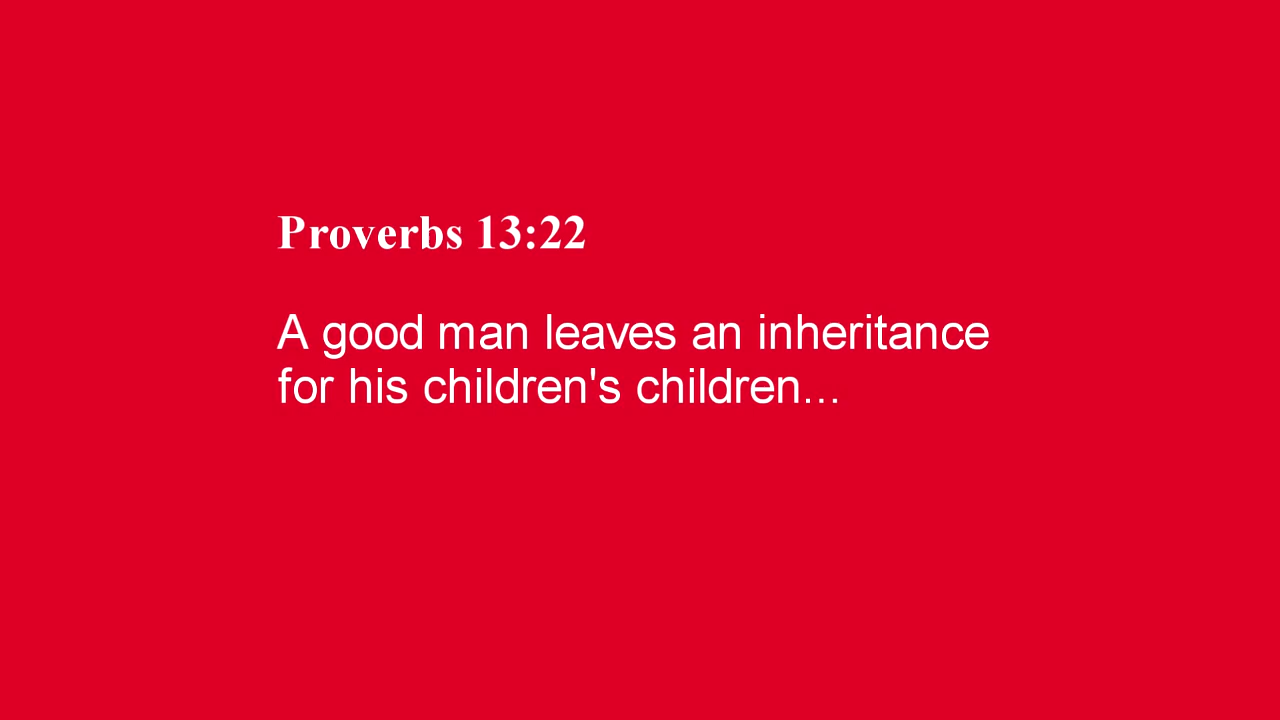 Proverbs 13:22
A good man leaves an inheritance
for his children's children...